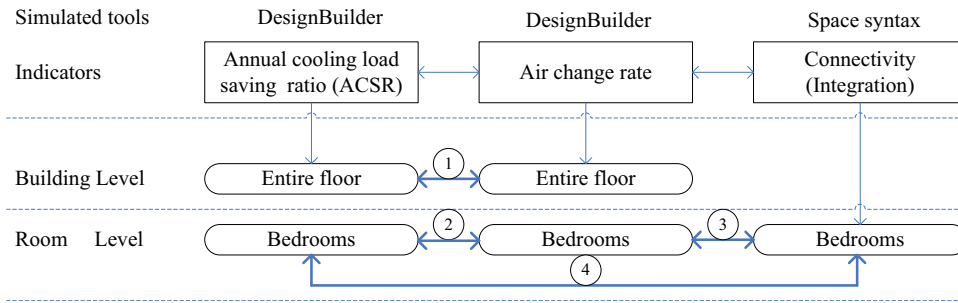 Simulated tools DesignBuilder DesignBuilder Space syntax
Indicators
Annual cooling load
saving ratio (ACSR)
Air change rate
Connectivity
(Integration)
1
Building Level Entire floor Entire floor
2 3
Room Level Bedrooms Bedrooms Bedrooms
4